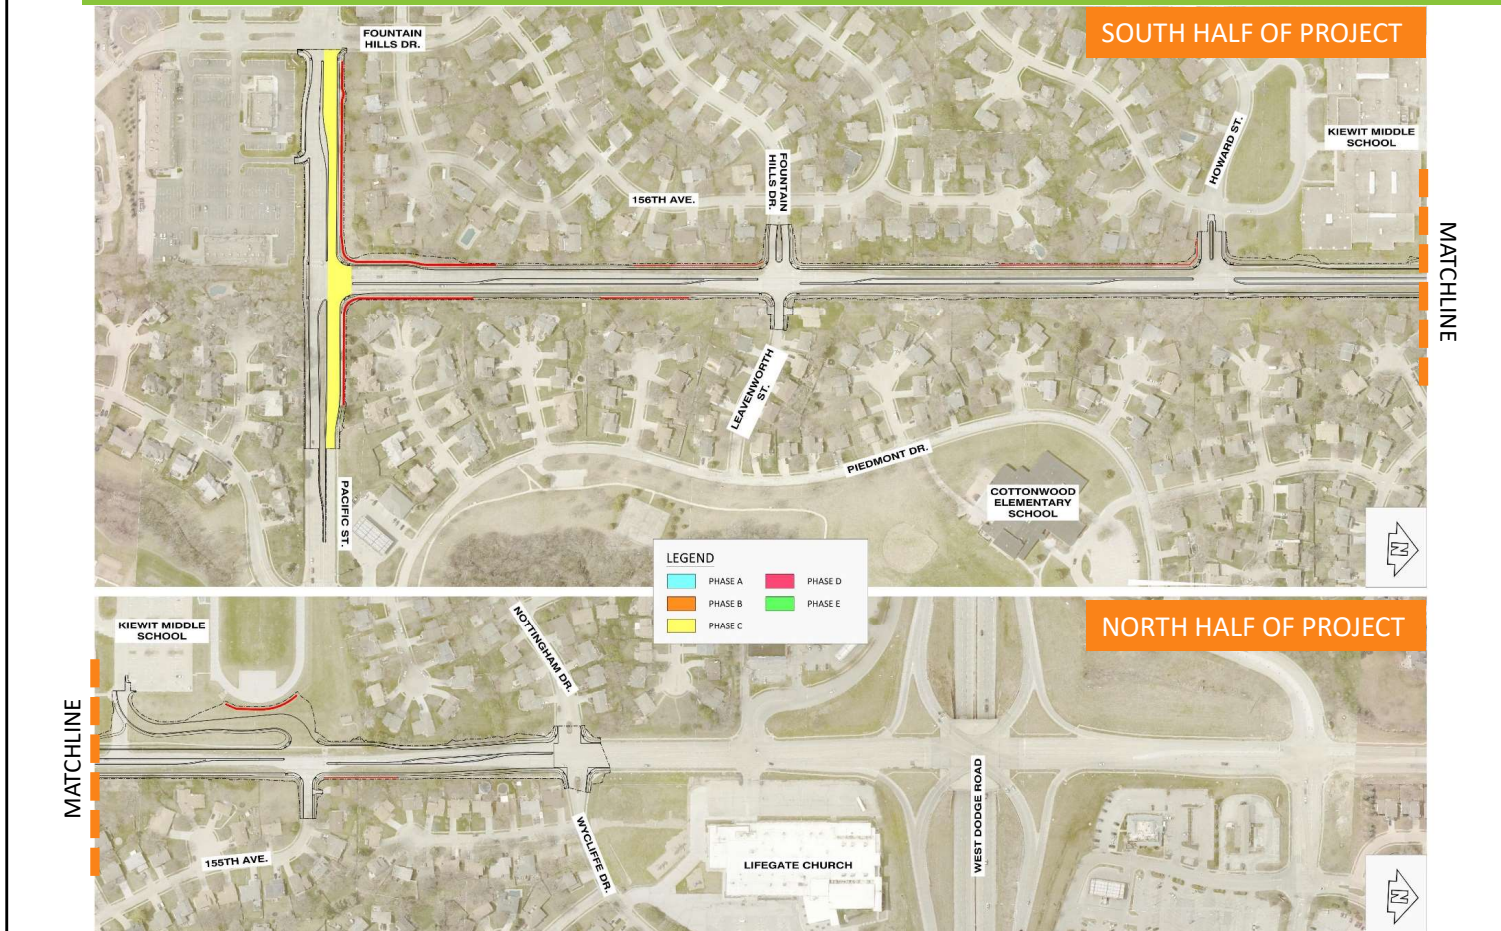 SOUTH HALF OF PROJECT
FOUNTAIN
HILLS DR.
KIEWIT MIDDLE
SCHOOL
HOWARD ST.
FOUNTAIN
HILLS DR.
156TH AVE.
MATCHLINE
LEAVENWORTH
ST.
PIEDMONT DR.
PACIFIC ST.
COTTONWOOD
ELEMENTARY
SCHOOL
N
LEGEND
PHASE A
PHASE D
PHASE B
PHASE E
PHASE C
NORTH HALF OF PROJECT
KIEWIT MIDDLE
SCHOOL
NOTTINGHAM DR.
MATCHLINE
WEST DODGE ROAD
155TH AVE.
WYCLIFFE DR.
LIFEGATE CHURCH
N